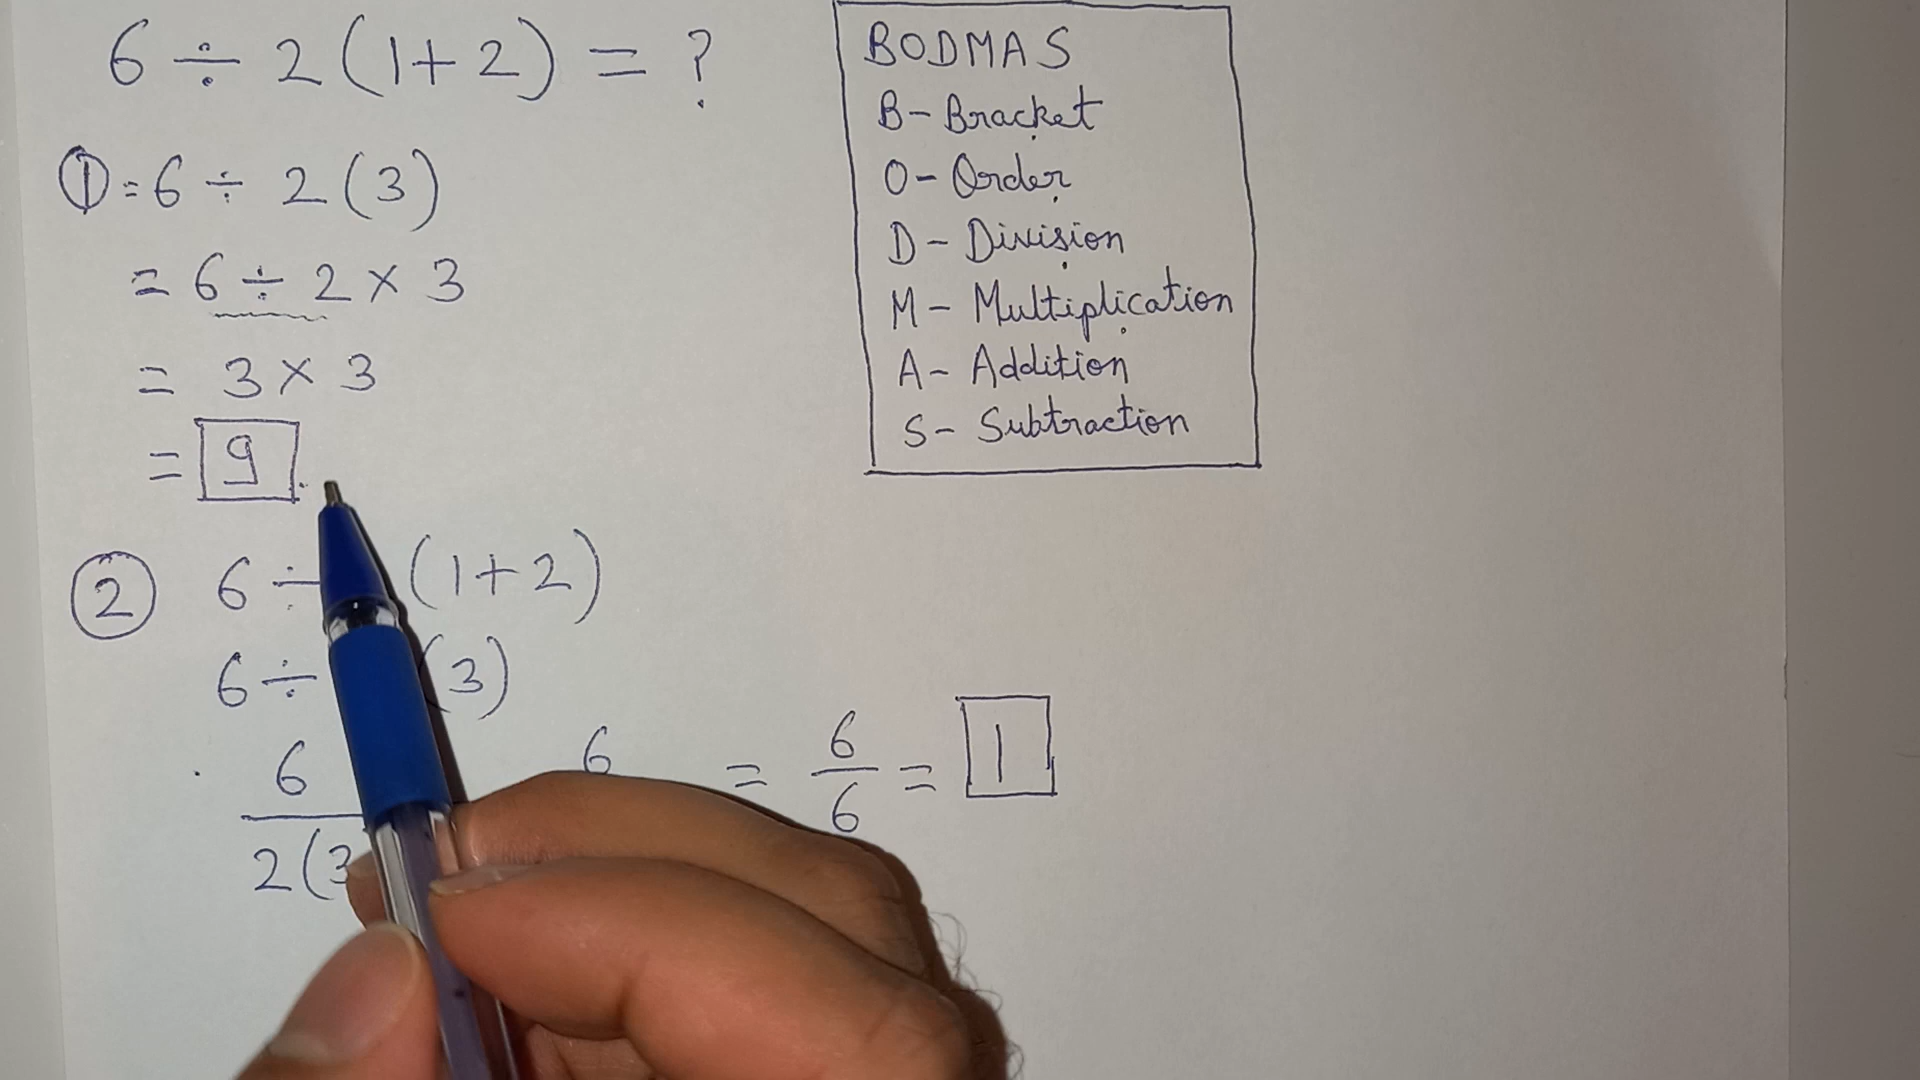 6 ÷ 2 (1+2) = ?
① = 6 ÷ 2 (3)
= 6 ÷ 2 × 3
= 3 × 3
= 9
② 6 ÷ (1+2)
6 ÷ (3)
6 6 = 6 = 1
2(3 6
BODMAS
B - Bracket
O - Order
D - Division
M - Multiplication
A - Addition
S - Subtraction